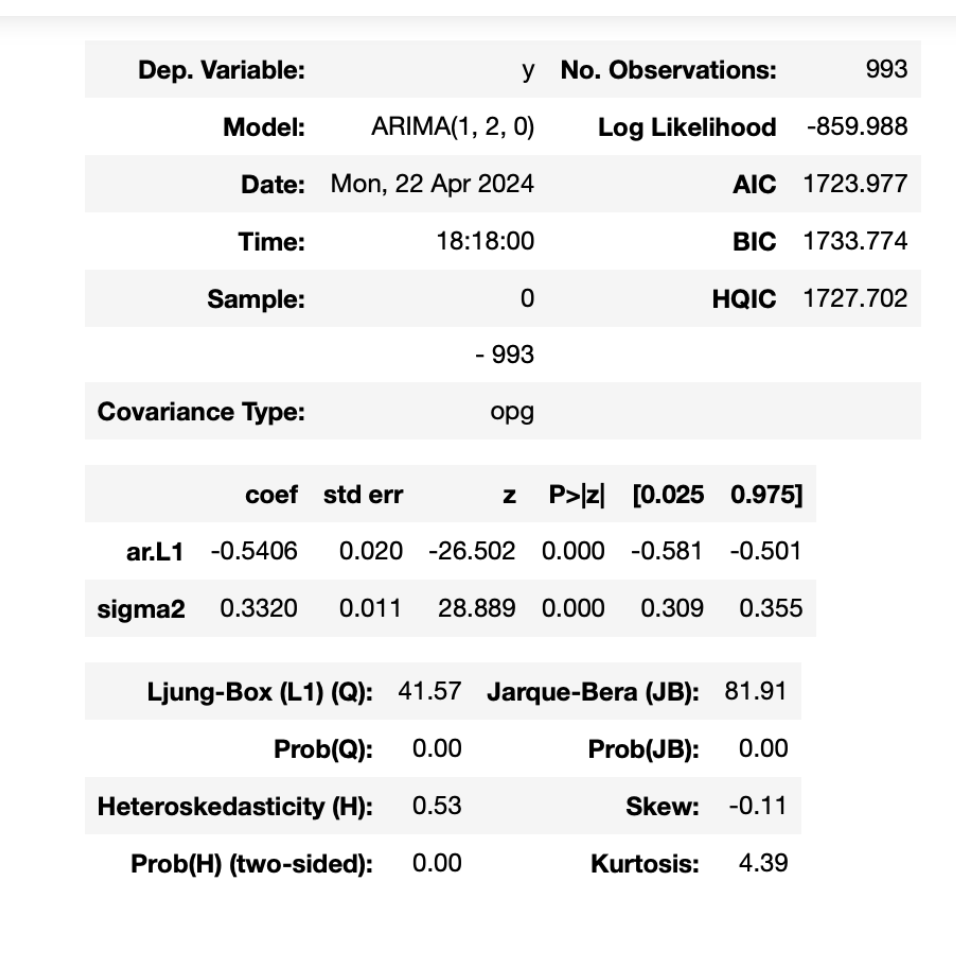 Dep. Variable: y No. Observations: 993
Model: ARIMA(1, 2, 0) Log Likelihood -859.988
Date: Mon, 22 Apr 2024 AIC 1723.977
Time: 18:18:00 BIC 1733.774
Sample: 0 HQIC 1727.702
- 993
Covariance Type: opg
coef std err z P>|z| [0.025 0.975]
ar.L1 -0.5406 0.020 -26.502 0.000 -0.581 -0.501
sigma2 0.3320 0.011 28.889 0.000 0.309 0.355
Ljung-Box (L1) (Q): 41.57 Jarque-Bera (JB): 81.91
Prob(Q): 0.00 Prob(JB): 0.00
Heteroskedasticity (H): 0.53 Skew: -0.11
Prob(H) (two-sided): 0.00 Kurtosis: 4.39